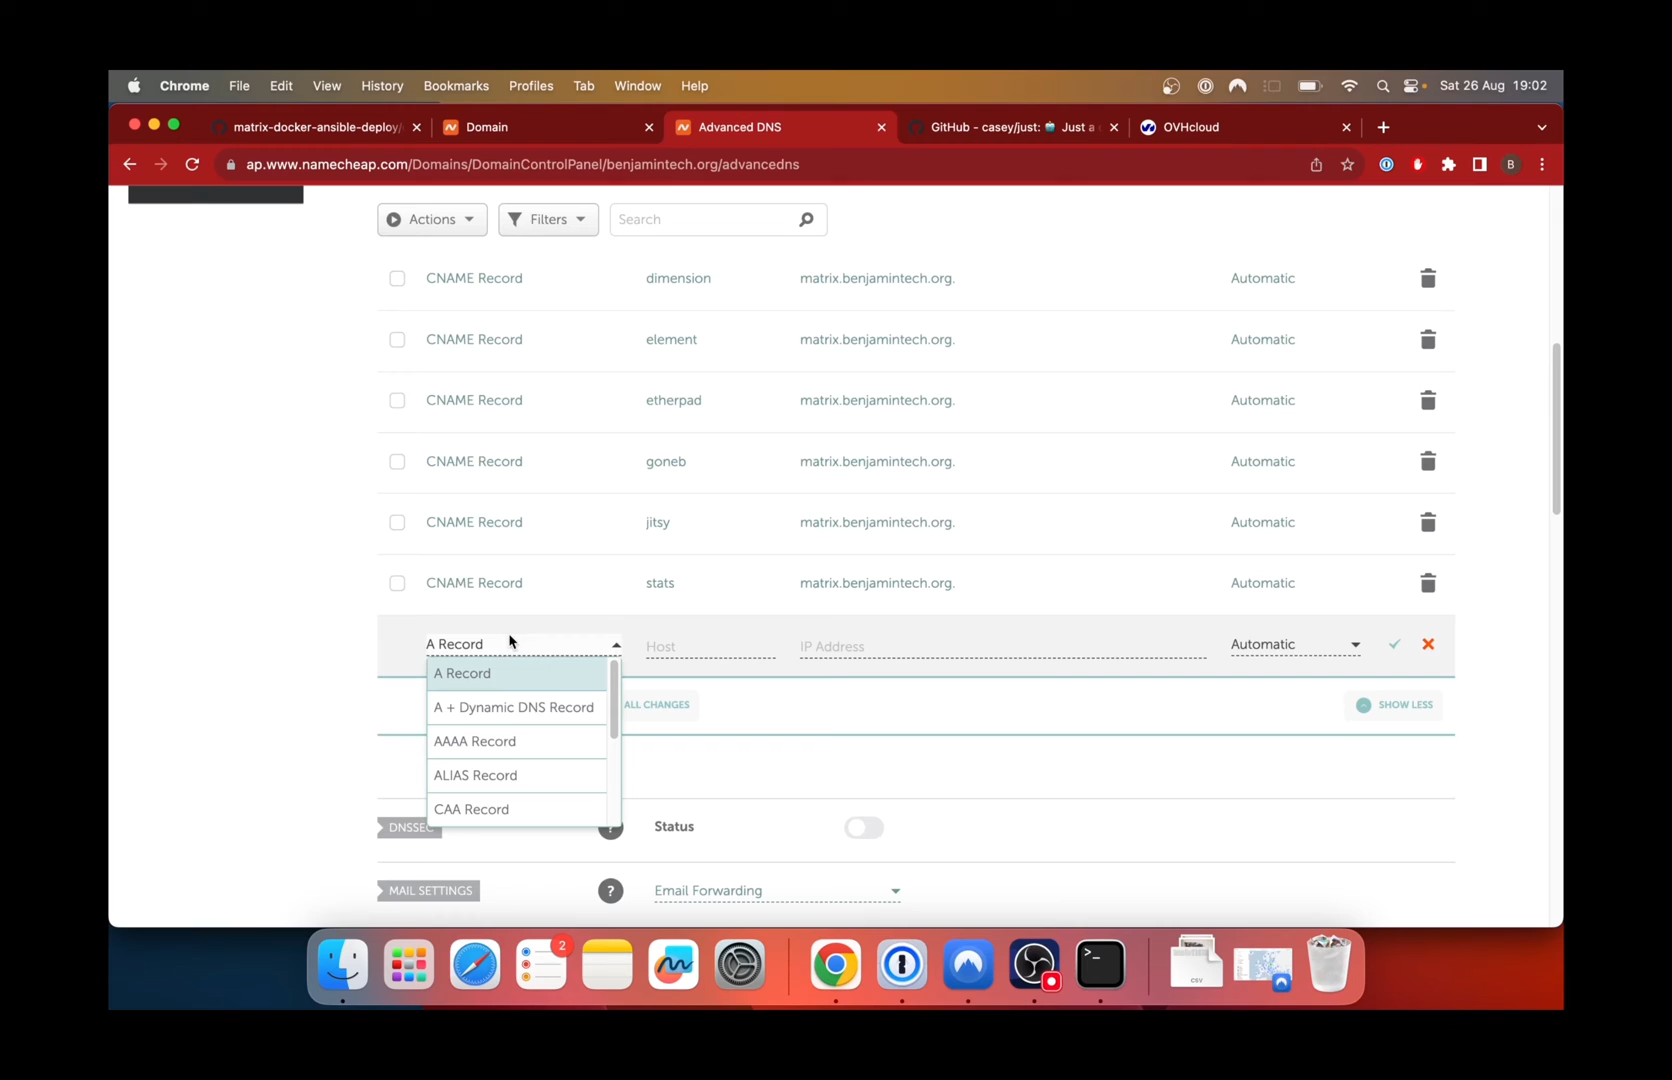 Chrome File Edit View History Bookmarks Profiles Tab Window Help Sat 26 Aug 19:02
matrix-docker-ansible-deploy/ Domain Advanced DNS GitHub - casey/just: 🤖 Just a OVHcloud
ap.www.namecheap.com/Domains/DomainControlPanel/benjamintech.org/advancedns B
Actions Filters Search
CNAME Record dimension matrix.benjamintech.org. Automatic
CNAME Record element matrix.benjamintech.org. Automatic
CNAME Record etherpad matrix.benjamintech.org. Automatic
CNAME Record goneb matrix.benjamintech.org. Automatic
CNAME Record jitsy matrix.benjamintech.org. Automatic
CNAME Record stats matrix.benjamintech.org. Automatic
A Record Host IP Address Automatic
A Record
A + Dynamic DNS Record
ALL CHANGES SHOW LESS
AAAA Record
ALIAS Record
CAA Record
DNSSEC ? Status
MAIL SETTINGS ? Email Forwarding
2
>_
CSV